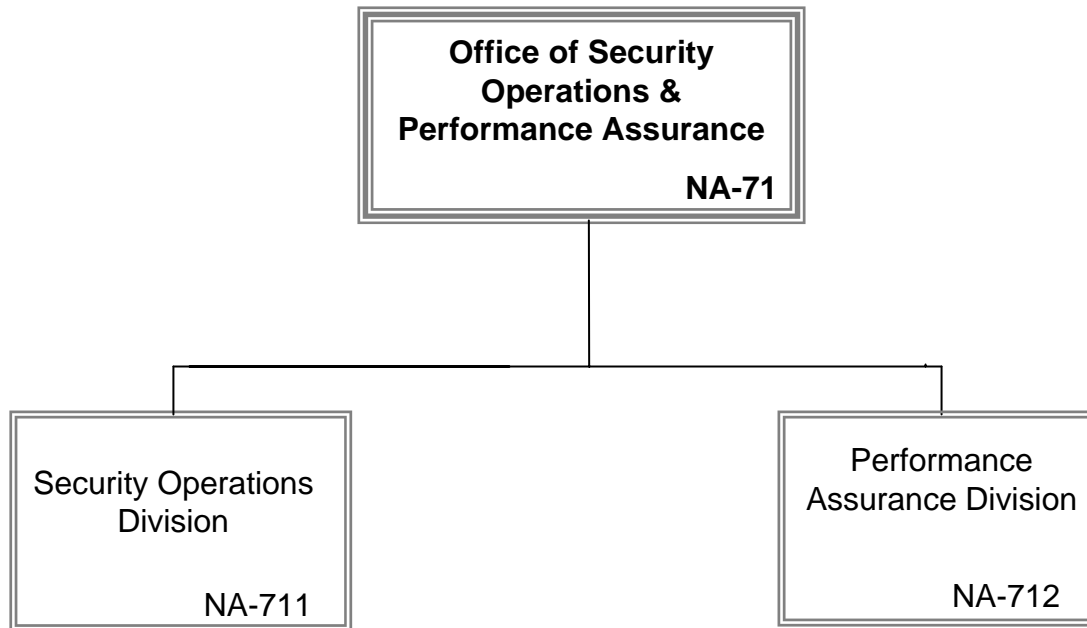 Office of Security
Operations &
Performance Assurance
NA-71
Security Operations
Division
NA-711
Performance
Assurance Division
NA-712